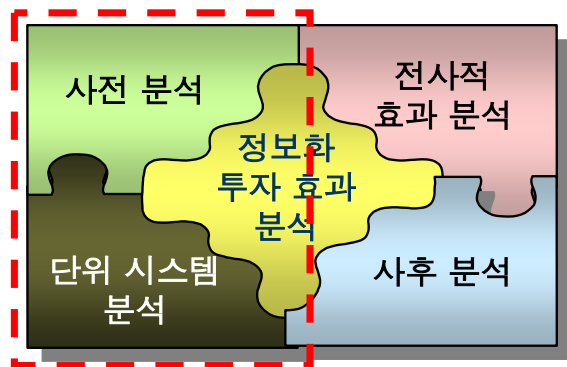 사전 분석
전사적
효과 분석
정보화
투자 효과
분석
단위 시스템
분석
사후 분석